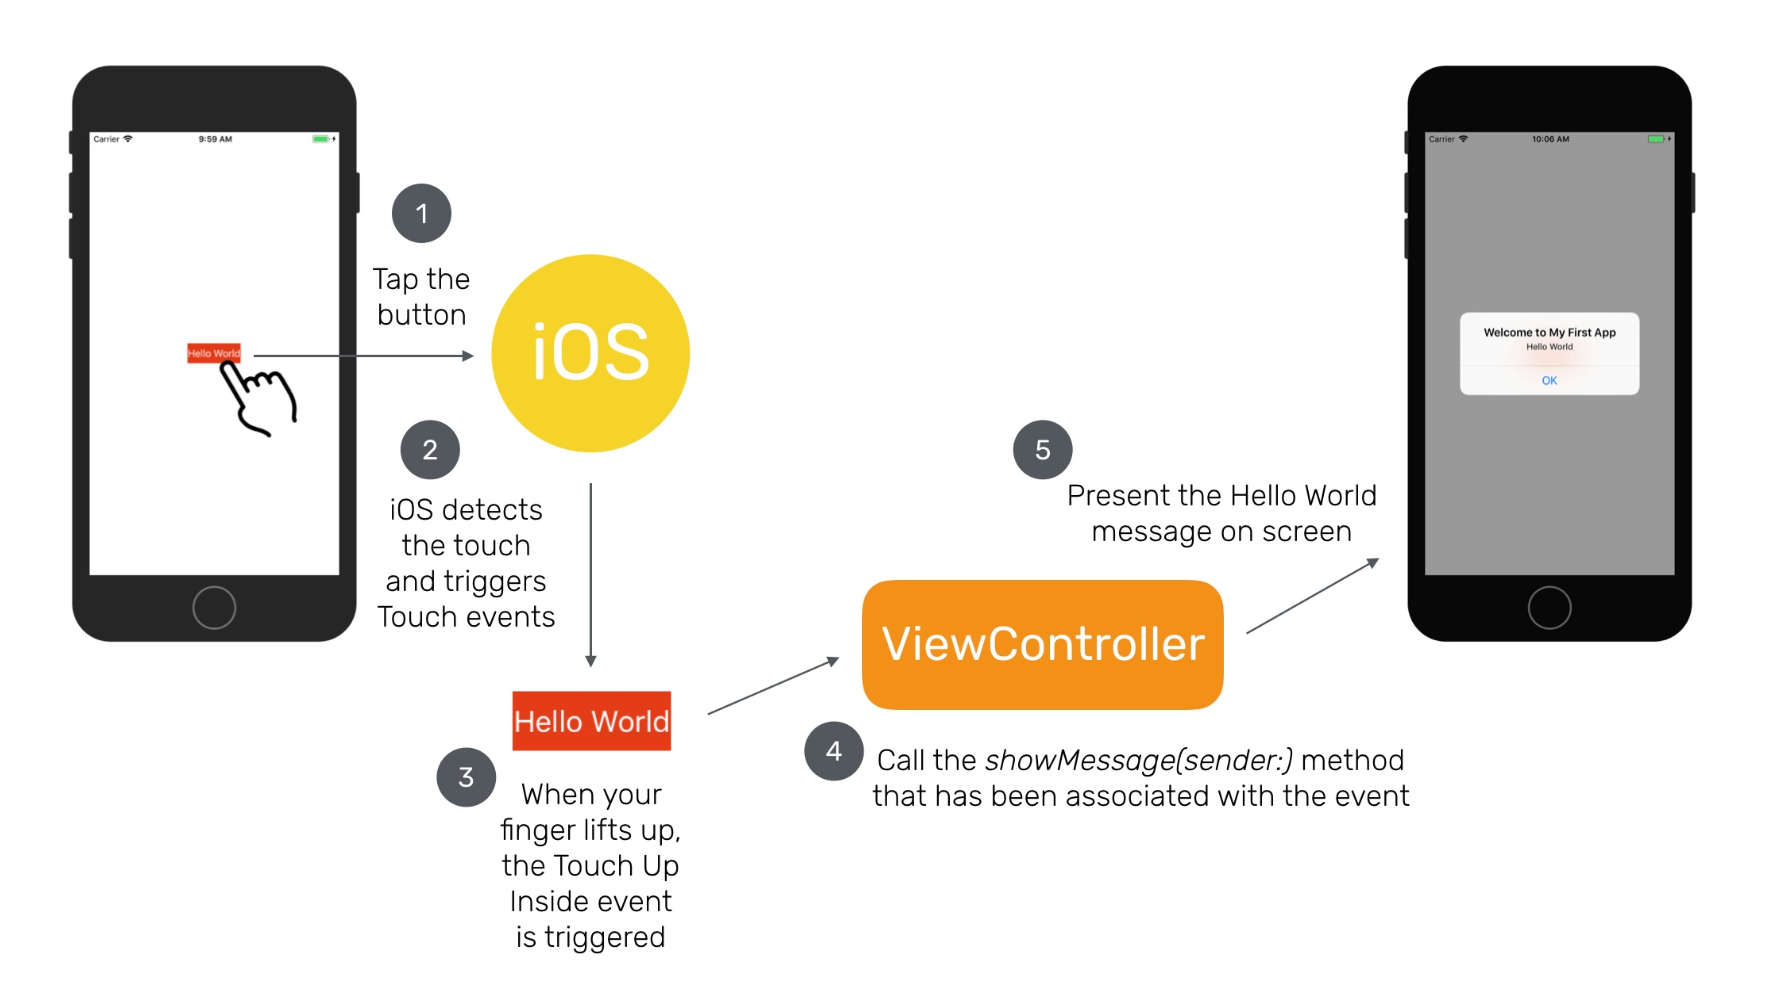 Carrier
9:59 AM
Hello World
1
Tap the
button
iOS
2
iOS detects
the touch
and triggers
Touch events
Hello World
3
When your
finger lifts up,
the Touch Up
Inside event
is triggered
ViewController
4
Call the showMessage(sender:) method
that has been associated with the event
5
Present the Hello World
message on screen
Carrier
10:06 AM
Welcome to My First App
Hello World
OK